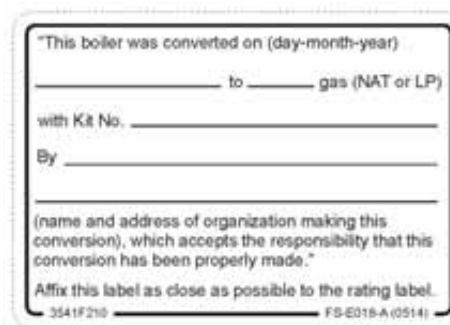 "This boiler was converted on (day-month-year)
to gas (NAT or LP)
with Kit No.
By
(name and address of organization making this
conversion), which accepts the responsibility that this
conversion has been properly made."
Affix this label as close as possible to the rating label.
3541F210 FS-E018-A (0514)